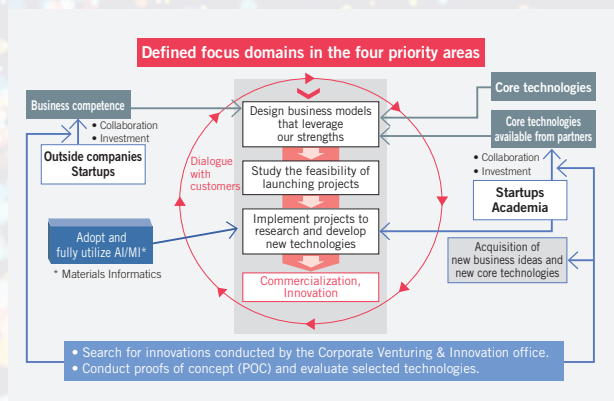 Defined focus domains in the four priority areas
Business competence
• Collaboration
• Investment
Outside companies
Startups
Dialogue
with
customers
Design business models
that leverage
our strengths
Study the feasibility of
launching projects
Implement projects to
research and develop
new technologies
Commercialization,
Innovation
Core technologies
Core technologies
available from partners
• Collaboration
• Investment
Startups
Academia
Adopt and
fully utilize AI/MI*
* Materials Informatics
Acquisition of
new business ideas and
new core technologies
• Search for innovations conducted by the Corporate Venturing & Innovation office.
• Conduct proofs of concept (POC) and evaluate selected technologies.